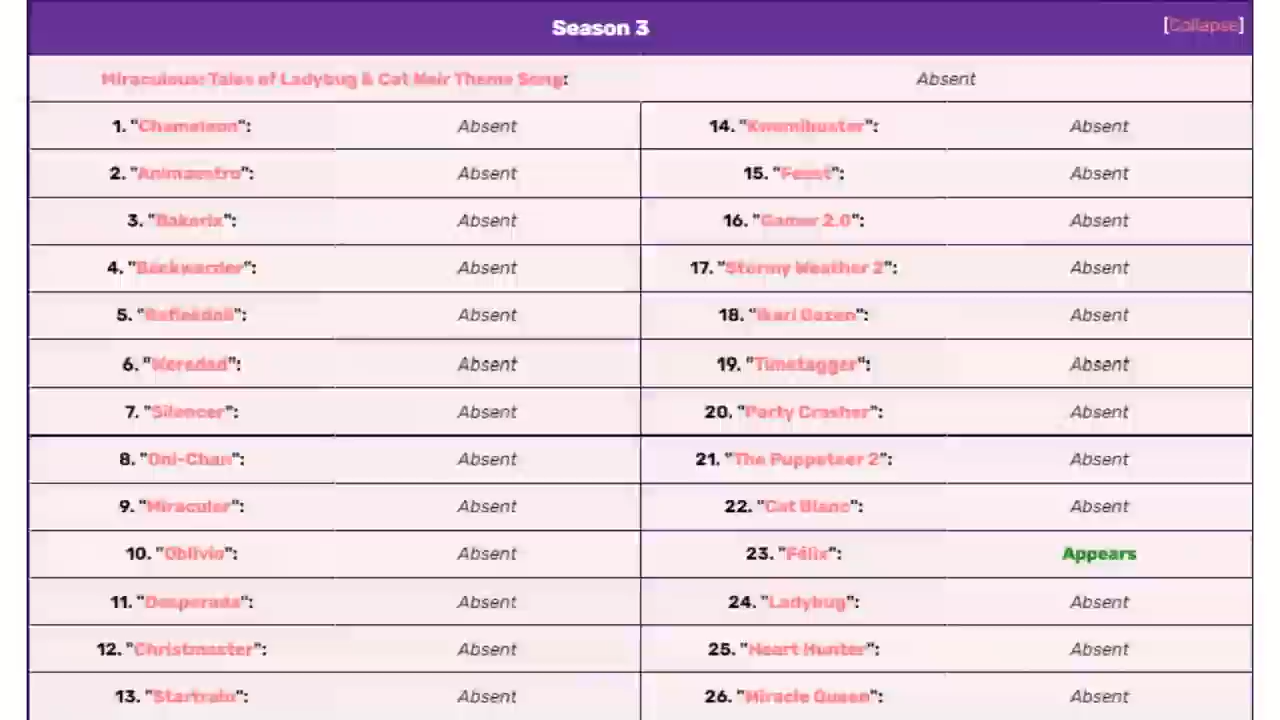 Season 3
[Collapse]
Miraculous: Tales of Ladybug & Cat Noir Theme Song: Absent
1. "Chameleon": Absent 14. "Kwamibuster": Absent
2. "Animaestro": Absent 15. "Feast": Absent
3. "Bakerix": Absent 16. "Gamer 2.0": Absent
4. "Backwarder": Absent 17. "Stormy Weather 2": Absent
5. "Reflekdoll": Absent 18. "Ikari Gozen": Absent
6. "Weredad": Absent 19. "Timetagger": Absent
7. "Silencer": Absent 20. "Party Crasher": Absent
8. "Oni-Chan": Absent 21. "The Puppeteer 2": Absent
9. "Miraculer": Absent 22. "Cat Blanc": Absent
10. "Oblivio": Absent 23. "Félix": Appears
11. "Desperada": Absent 24. "Ladybug": Absent
12. "Christmaster": Absent 25. "Heart Hunter": Absent
13. "Startrain": Absent 26. "Miracle Queen": Absent